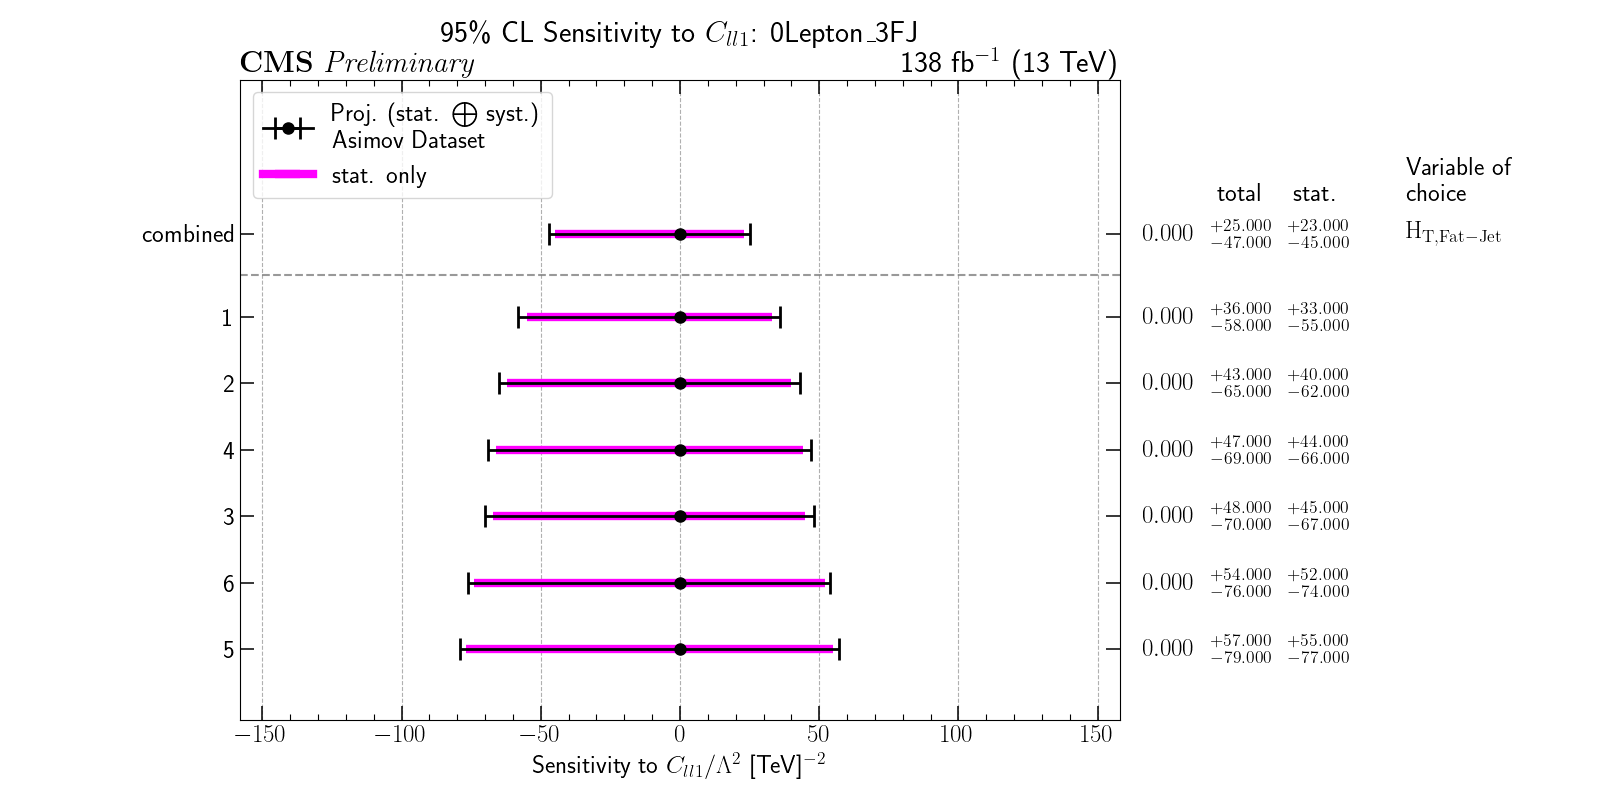 95% CL Sensitivity to C_{ll1}: 0Lepton_3FJ
CMS Preliminary 138 fb^{-1} (13 TeV)
Proj. (stat. ⨁ syst.)
Asimov Dataset
stat. only
Variable of
choice
total stat.
combined 0.000 +25.000 −47.000 +23.000 −45.000 H_{T,Fat−Jet}
1 0.000 +36.000 −58.000 +33.000 −55.000
2 0.000 +43.000 −65.000 +40.000 −62.000
4 0.000 +47.000 −69.000 +44.000 −66.000
3 0.000 +48.000 −70.000 +45.000 −67.000
6 0.000 +54.000 −76.000 +52.000 −74.000
5 0.000 +57.000 −79.000 +55.000 −77.000
−150 −100 −50 0 50 100 150
Sensitivity to C_{ll1}/Λ^2 [TeV]^{−2}